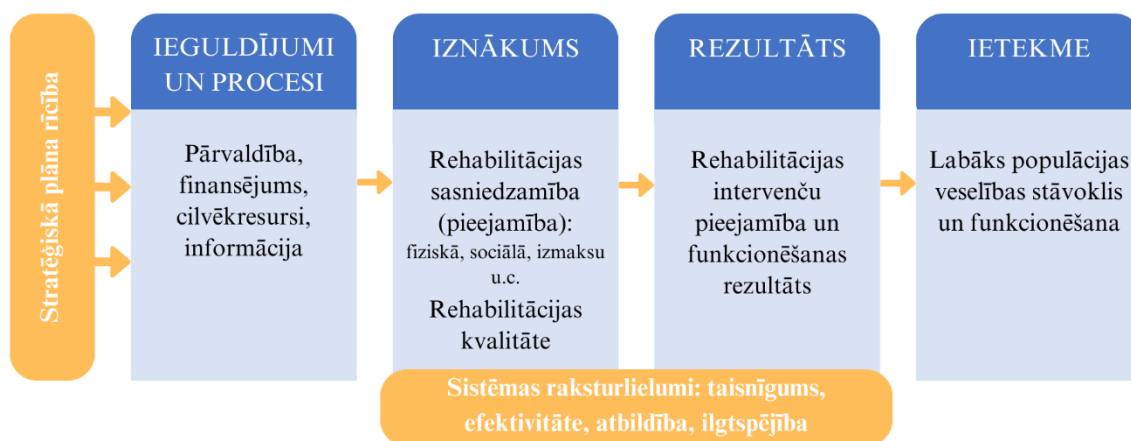 Stratēģiskā plāna rīcība
IEGULDĪJUMI
UN PROCESI
Pārvaldība,
finansējums,
cilvēkresursi,
informācija
IZNĀKUMS
Rehabilitācijas
sasniedzamība
(pieejamība):
fiziskā, sociālā, izmaksu
u.c.
Rehabilitācijas
kvalitāte
REZULTĀTS
Rehabilitācijas
intervenču
pieejamība un
funkcionēšanas
rezultāts
IETEKME
Labāks populācijas
veselības stāvoklis
un funkcionēšana
Sistēmas raksturlielumi: taisnīgums,
efektivitāte, atbildība, ilgtspējība